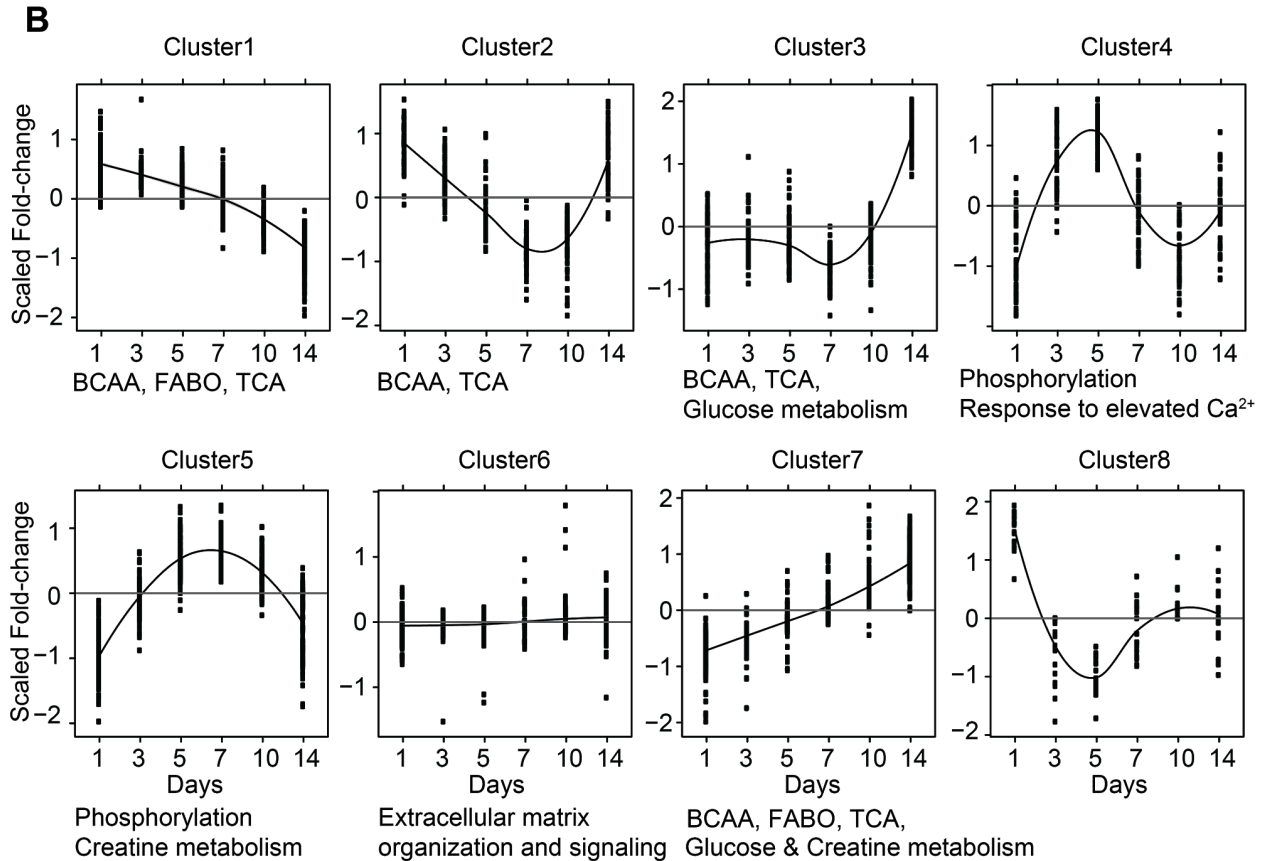 B
Cluster1 Cluster2 Cluster3 Cluster4
Scaled Fold-change
1
0
−1
−2
1 3 5 7 10 14
BCAA, FABO, TCA
1
0
−1
−2
1 3 5 7 10 14
BCAA, TCA
2
1
0
−1
1 3 5 7 10 14
BCAA, TCA,
Glucose metabolism
1
0
−1
1 3 5 7 10 14
Phosphorylation
Response to elevated Ca²⁺
Cluster5 Cluster6 Cluster7 Cluster8
Scaled Fold-change
1
0
−1
−2
1 3 5 7 10 14
Days
Phosphorylation
Creatine metabolism
1
0
−1
1 3 5 7 10 14
Days
Extracellular matrix
organization and signaling
2
1
0
−1
−2
1 3 5 7 10 14
Days
BCAA, FABO, TCA,
Glucose & Creatine metabolism
2
1
0
−1
−2
1 3 5 7 10 14
Days